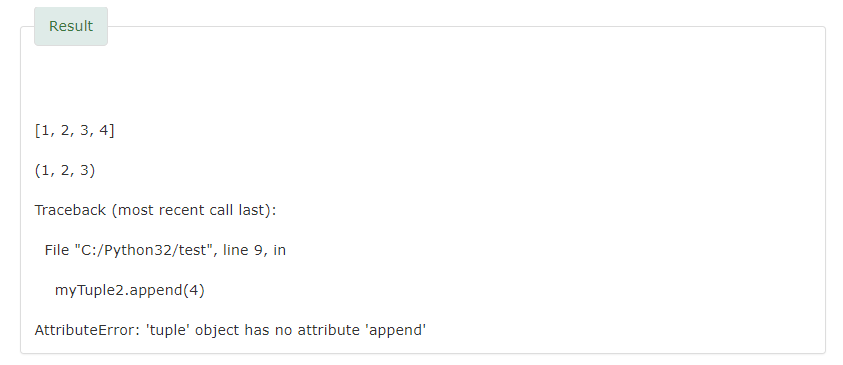 Result
[1, 2, 3, 4]
(1, 2, 3)
Traceback (most recent call last):
File "C:/Python32/test", line 9, in
myTuple2.append(4)
AttributeError: 'tuple' object has no attribute 'append'